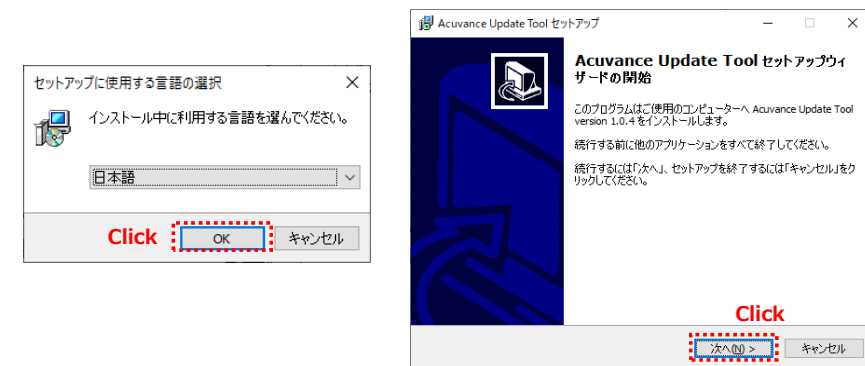 セットアップに使用する言語の選択
インストール中に利用する言語を選んでください。
日本語
Click
OK
キャンセル
Acuvance Update Tool セットアップ
Acuvance Update Tool セットアップウィ
ザードの開始
このプログラムはご使用のコンピューターへ Acuvance Update Tool
version 1.0.4 をインストールします。
続行する前に他のアプリケーションをすべて終了してください。
続行するには「次へ」、セットアップを終了するには「キャンセル」をク
リックしてください。
Click
次へ(N) >
キャンセル